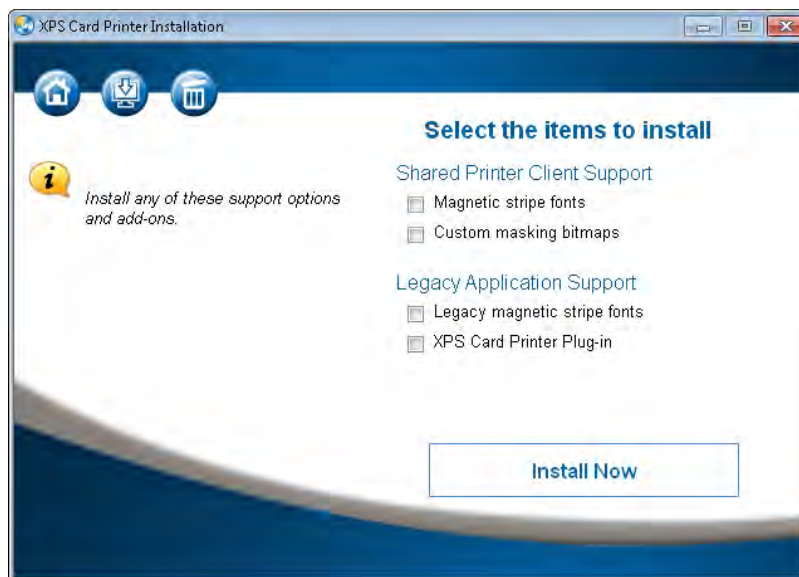 XPS Card Printer Installation
Select the items to install
Install any of these support options
and add-ons.
Shared Printer Client Support
Magnetic stripe fonts
Custom masking bitmaps
Legacy Application Support
Legacy magnetic stripe fonts
XPS Card Printer Plug-in
Install Now